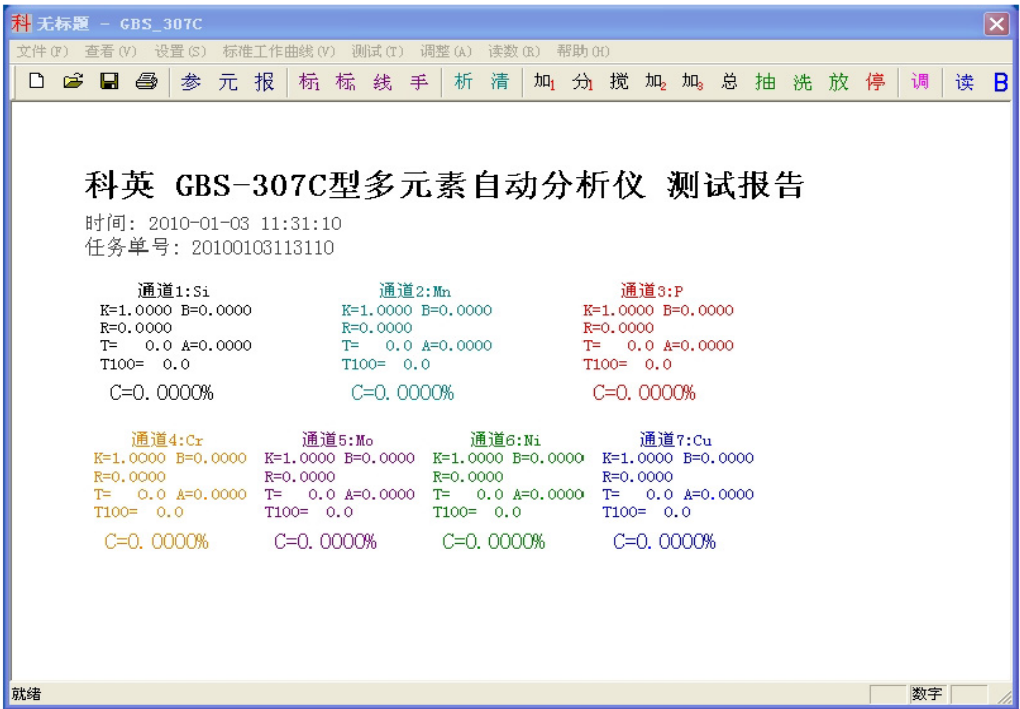 科 无标题 - GBS_307C
文件(F) 查看(V) 设置(S) 标准工作曲线(V) 测试(T) 调整(A) 读数(R) 帮助(H)
参 元 报 标1 标 线 手 析 清 加1 分1 搅 加2 加3 总 抽 洗 放 停 调 读 B
科英 GBS-307C型多元素自动分析仪 测试报告
时间: 2010-01-03 11:31:10
任务单号: 20100103113110
通道1:Si 通道2:Mn 通道3:P
K=1.0000 B=0.0000 K=1.0000 B=0.0000 K=1.0000 B=0.0000
R=0.0000 R=0.0000 R=0.0000
T= 0.0 A=0.0000 T= 0.0 A=0.0000 T= 0.0 A=0.0000
T100= 0.0 T100= 0.0 T100= 0.0
C=0.0000% C=0.0000% C=0.0000%
通道4:Cr 通道5:Mo 通道6:Ni 通道7:Cu
K=1.0000 B=0.0000 K=1.0000 B=0.0000 K=1.0000 B=0.0000 K=1.0000 B=0.0000
R=0.0000 R=0.0000 R=0.0000 R=0.0000
T= 0.0 A=0.0000 T= 0.0 A=0.0000 T= 0.0 A=0.0000 T= 0.0 A=0.0000
T100= 0.0 T100= 0.0 T100= 0.0 T100= 0.0
C=0.0000% C=0.0000% C=0.0000% C=0.0000%
就绪 数字